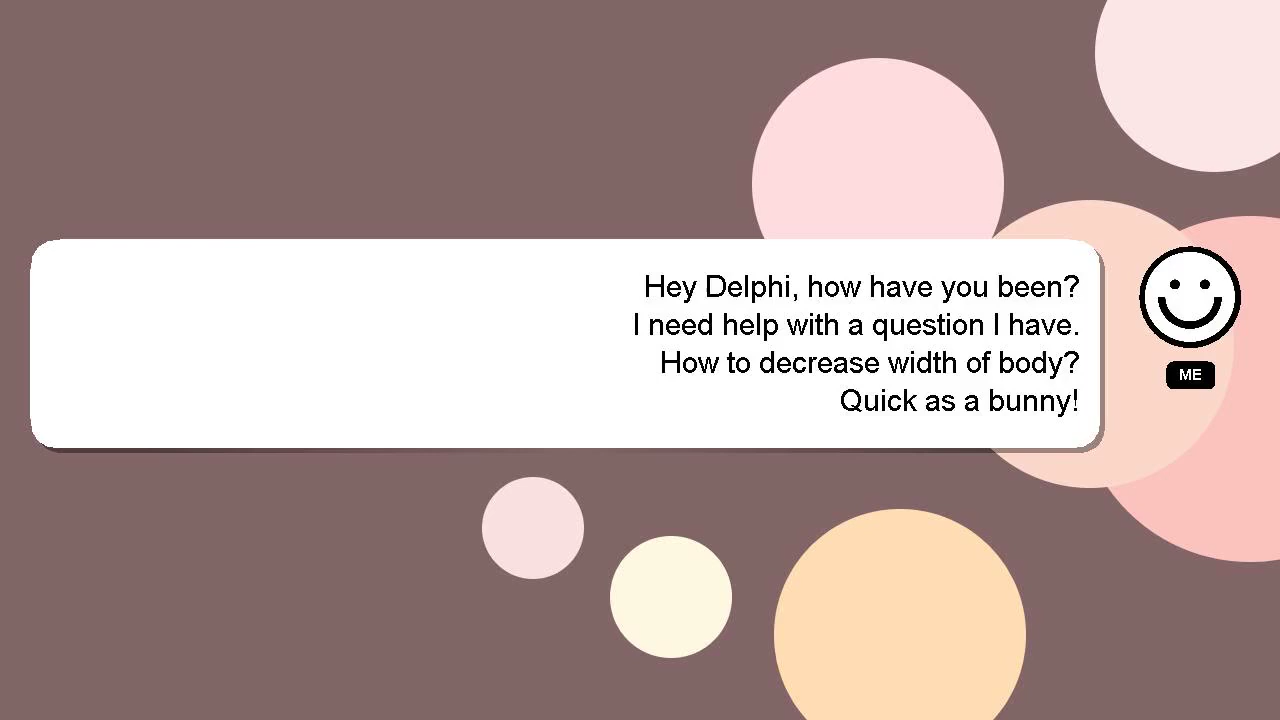 Hey Delphi, how have you been?
I need help with a question I have.
How to decrease width of body?
Quick as a bunny!
ME